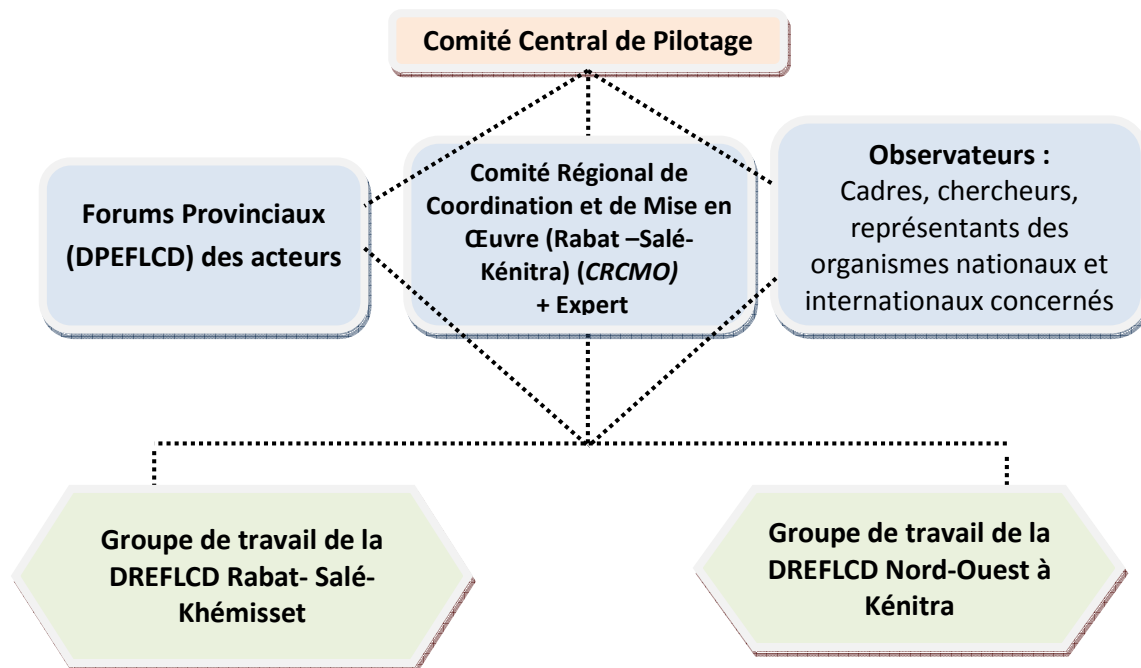 Comité Central de Pilotage
Forums Provinciaux
(DPEFLCD) des acteurs
Comité Régional de
Coordination et de Mise en
Œuvre (Rabat –Salé-
Kénitra) (CRCMO)
+ Expert
Observateurs :
Cadres, chercheurs,
représentants des
organismes nationaux et
internationaux concernés
Groupe de travail de la
DREFLCD Rabat- Salé-
Khémisset
Groupe de travail de la
DREFLCD Nord-Ouest à
Kénitra